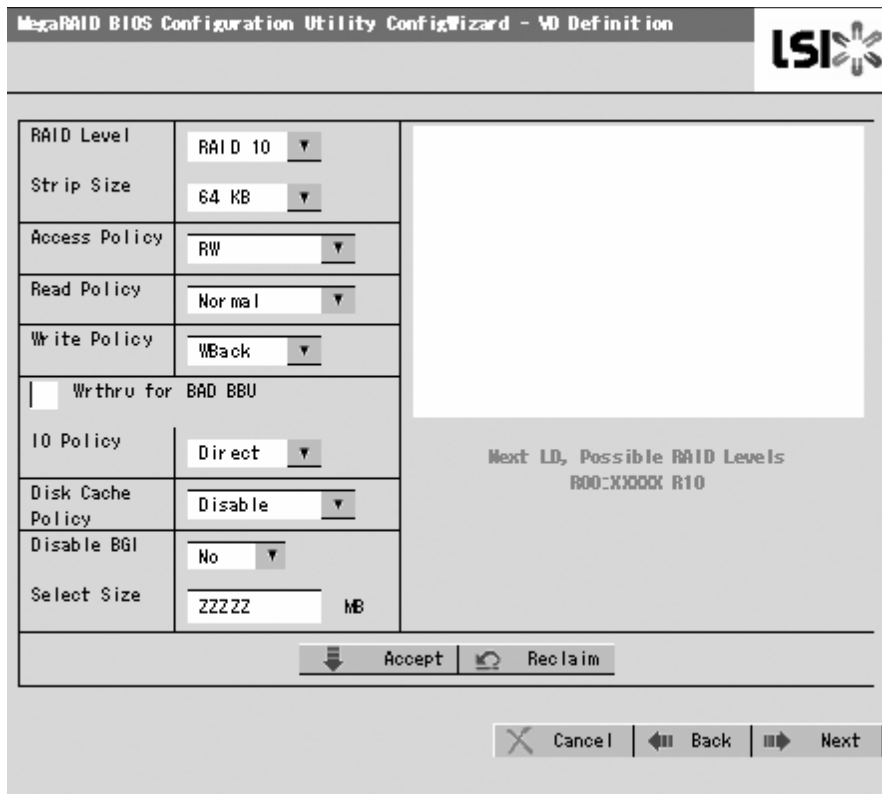 MegaRAID BIOS Configuration Utility ConfigWizard - VD Definition
LSI
RAID Level
RAID 10
Strip Size
64 KB
Access Policy
RW
Read Policy
Normal
Write Policy
WBack
Wrthru for BAD BBU
IO Policy
Direct
Disk Cache
Policy
Disable
Disable BGI
No
Select Size
ZZZZZ MB
Next LD, Possible RAID Levels
R00:XXXXX R10
Accept
Reclaim
Cancel
Back
Next